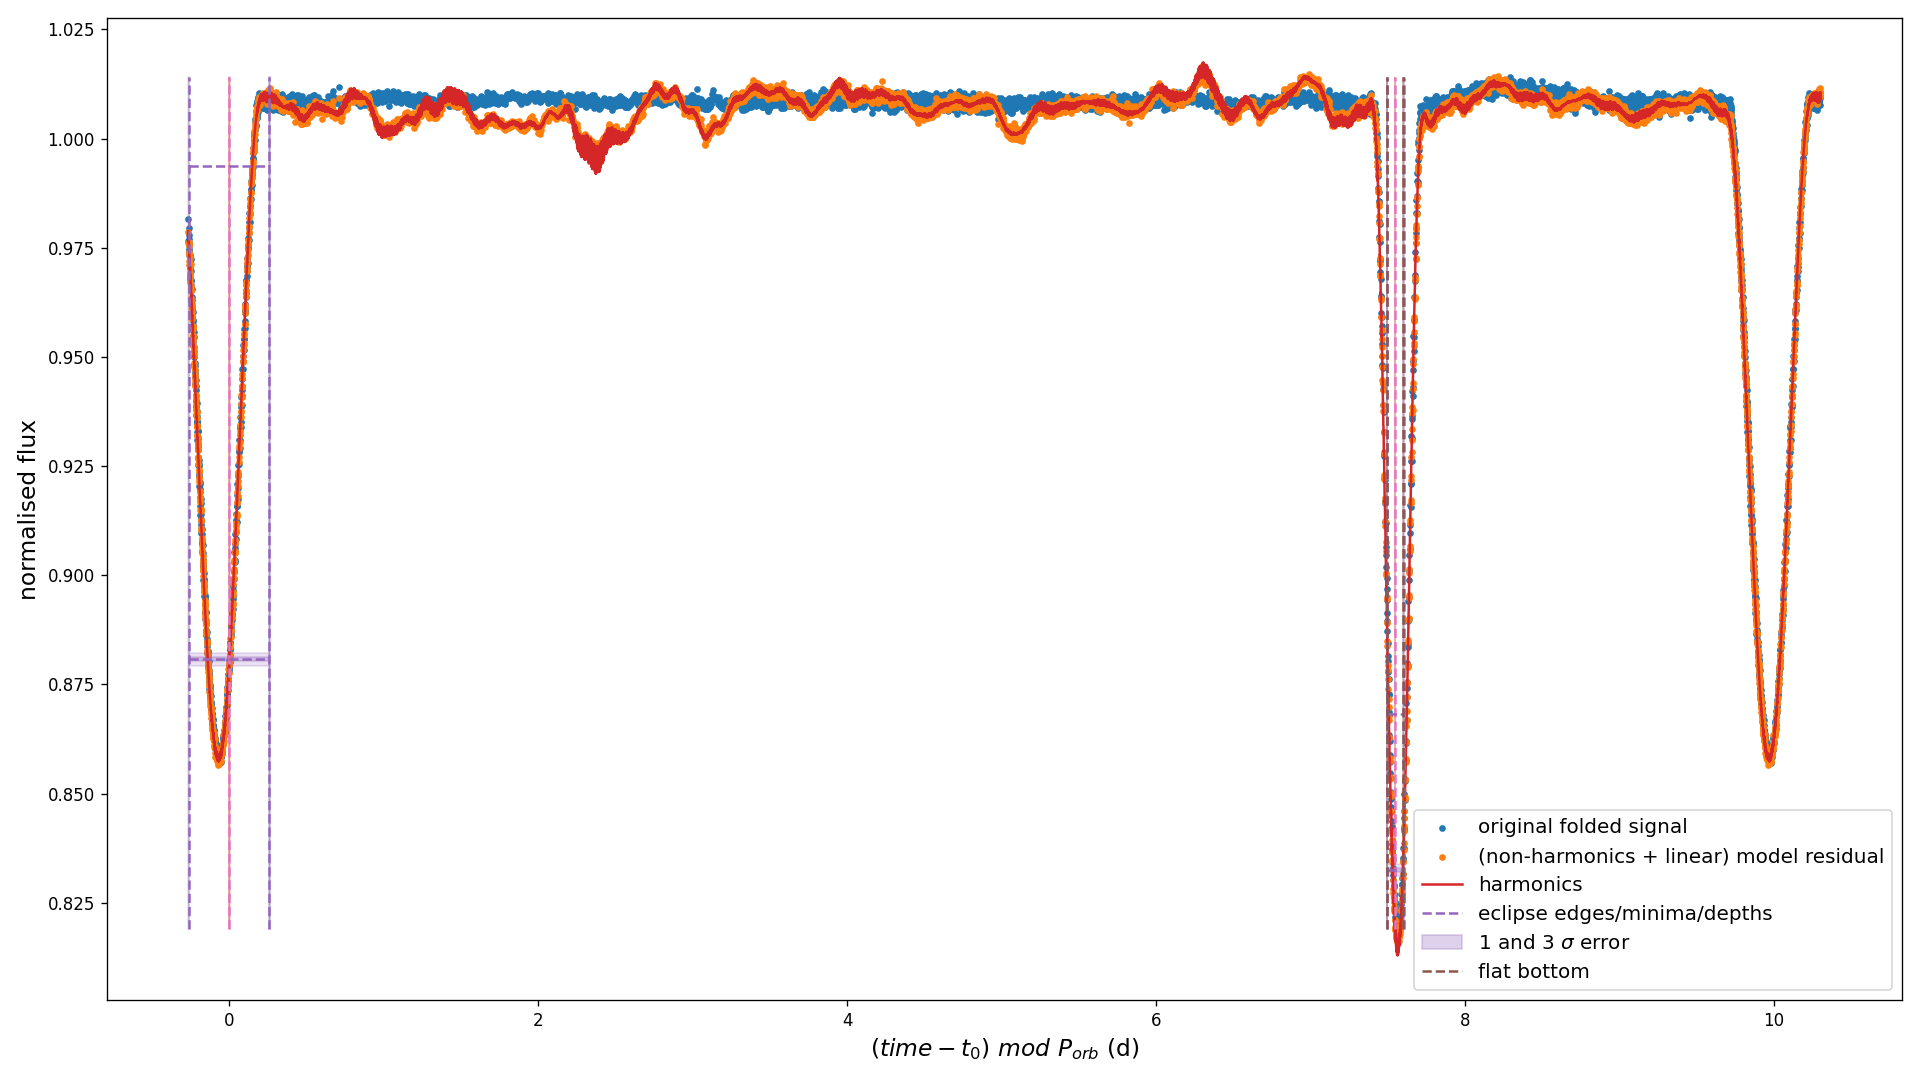 1.025
1.000
0.975
0.950
0.925
0.900
0.875
0.850
0.825
normalised flux
0 2 4 6 8 10
(time − t₀) mod P_orb (d)
original folded signal
(non-harmonics + linear) model residual
harmonics
eclipse edges/minima/depths
1 and 3 σ error
flat bottom